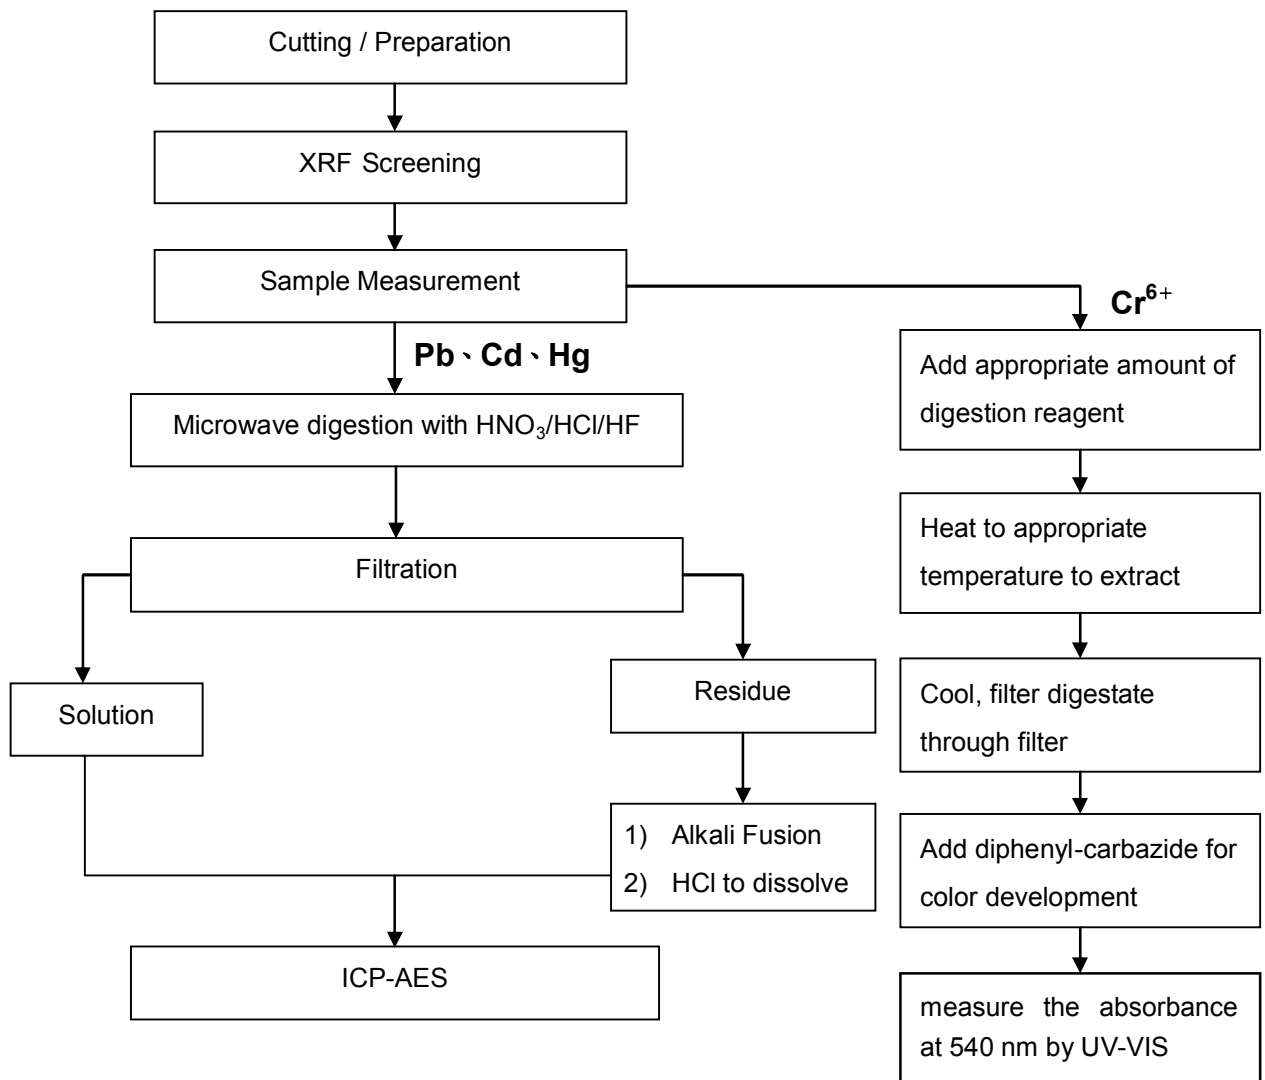 Cutting / Preparation
XRF Screening
Sample Measurement
Pb、Cd、Hg
Microwave digestion with HNO₃/HCl/HF
Filtration
Solution
Residue
1) Alkali Fusion
2) HCl to dissolve
ICP-AES
Cr⁶⁺
Add appropriate amount of
digestion reagent
Heat to appropriate
temperature to extract
Cool, filter digestate
through filter
Add diphenyl-carbazide for
color development
measure the absorbance
at 540 nm by UV-VIS